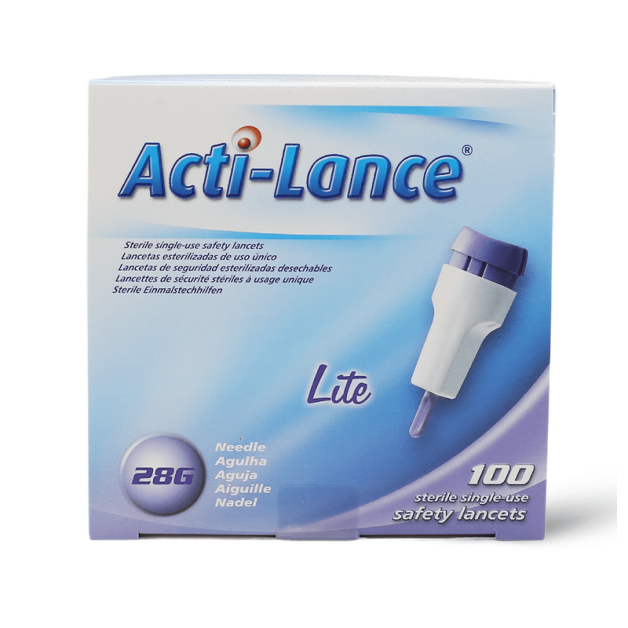 Acti-Lance®
Sterile single-use safety lancets
Lancetas esterilizadas de uso único
Lancetas de seguridad esterilizadas desechables
Lancettes de sécurité stériles à usage unique
Sterile Einmalstechhilfen
Lite
28G
Needle
Agulha
Aguja
Aiguille
Nadel
100
sterile single-use
safety lancets